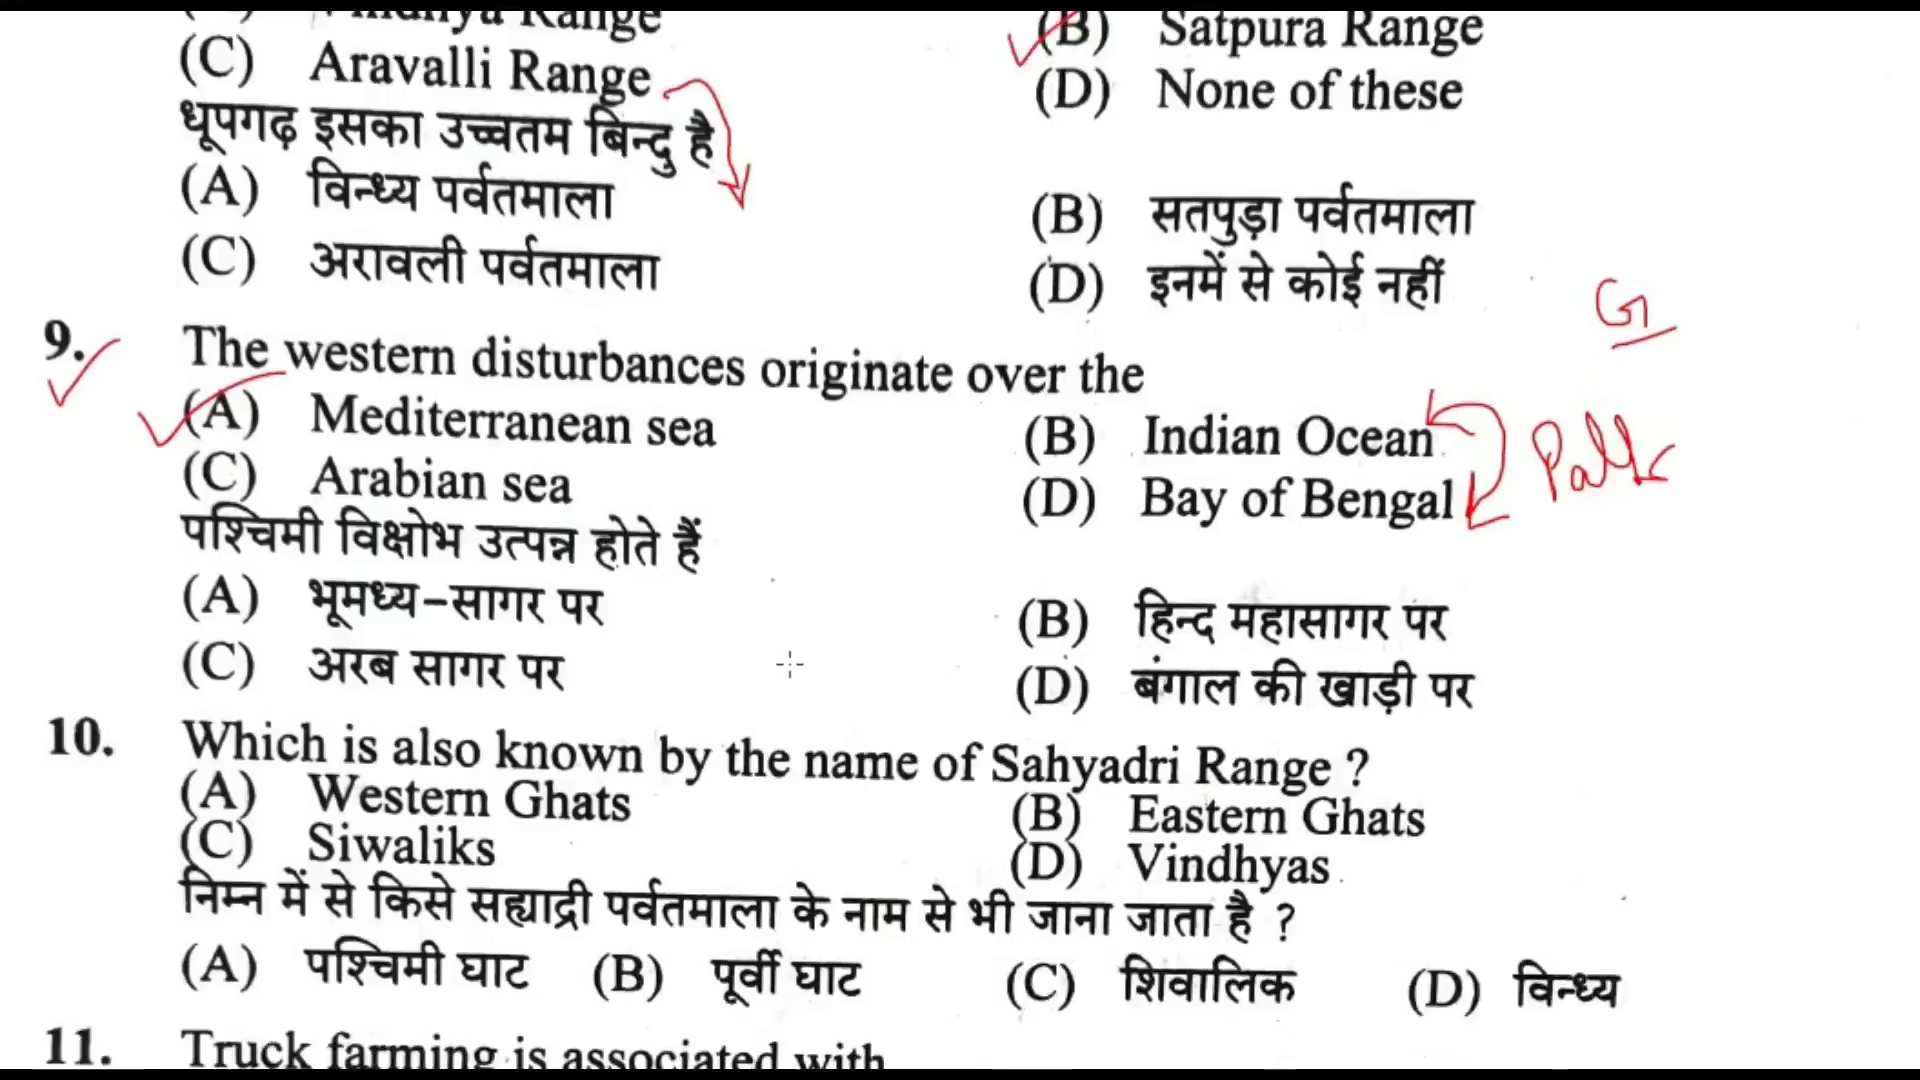 Range
(B) Satpura Range
(C) Aravalli Range
(D) None of these
धूपगढ़ इसका उच्चतम बिन्दु है
(A) विन्ध्य पर्वतमाला
(B) सतपुड़ा पर्वतमाला
(C) अरावली पर्वतमाला
(D) इनमें से कोई नहीं
G
9. The western disturbances originate over the
(A) Mediterranean sea
(B) Indian Ocean
(C) Arabian sea
(D) Bay of Bengal
पश्चिमी विक्षोभ उत्पन्न होते हैं
(A) भूमध्य-सागर पर
(B) हिन्द महासागर पर
(C) अरब सागर पर
(D) बंगाल की खाड़ी पर
10. Which is also known by the name of Sahyadri Range ?
(A) Western Ghats
(B) Eastern Ghats
(C) Siwaliks
(D) Vindhyas
निम्न में से किसे सह्याद्री पर्वतमाला के नाम से भी जाना जाता है ?
(A) पश्चिमी घाट (B) पूर्वी घाट (C) शिवालिक (D) विन्ध्य
11. Truck farming is associated with